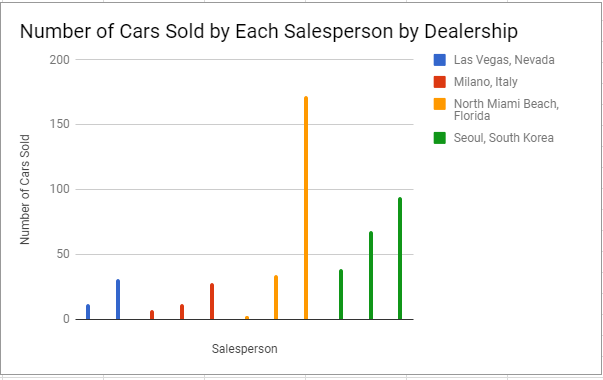 Number of Cars Sold by Each Salesperson by Dealership
200
150
100
50
0
Number of Cars Sold
Salesperson
Las Vegas, Nevada
Milano, Italy
North Miami Beach,
Florida
Seoul, South Korea